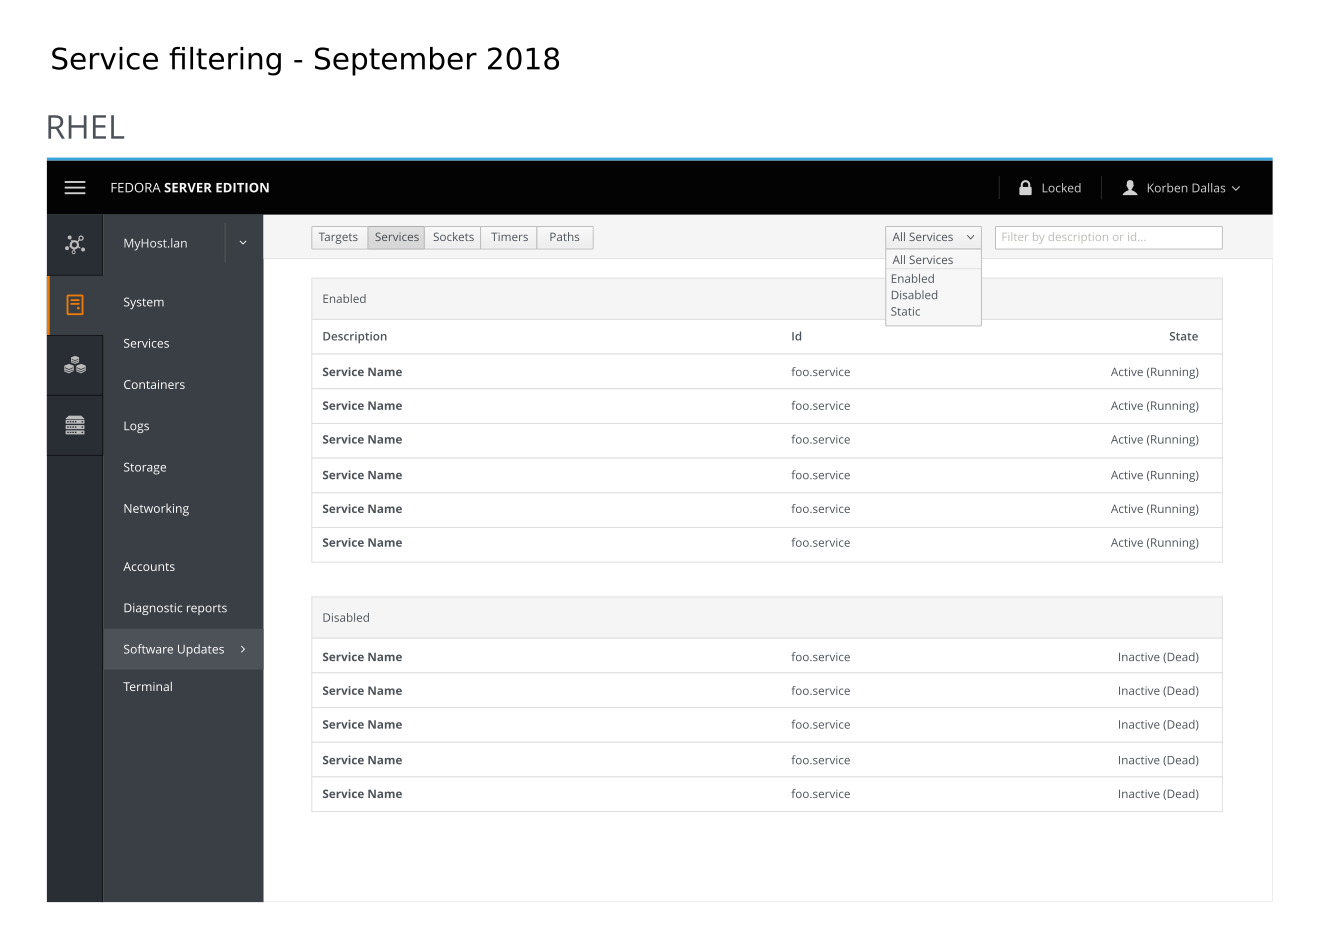 Service filtering - September 2018
RHEL
FEDORA SERVER EDITION
Locked
Korben Dallas
MyHost.lan
Targets Services Sockets Timers Paths
All Services
Filter by description or id...
All Services
Enabled
Disabled
Static
System
Services
Containers
Logs
Storage
Networking
Accounts
Diagnostic reports
Software Updates
Terminal
Enabled
Description Id State
Service Name foo.service Active (Running)
Service Name foo.service Active (Running)
Service Name foo.service Active (Running)
Service Name foo.service Active (Running)
Service Name foo.service Active (Running)
Service Name foo.service Active (Running)
Disabled
Service Name foo.service Inactive (Dead)
Service Name foo.service Inactive (Dead)
Service Name foo.service Inactive (Dead)
Service Name foo.service Inactive (Dead)
Service Name foo.service Inactive (Dead)